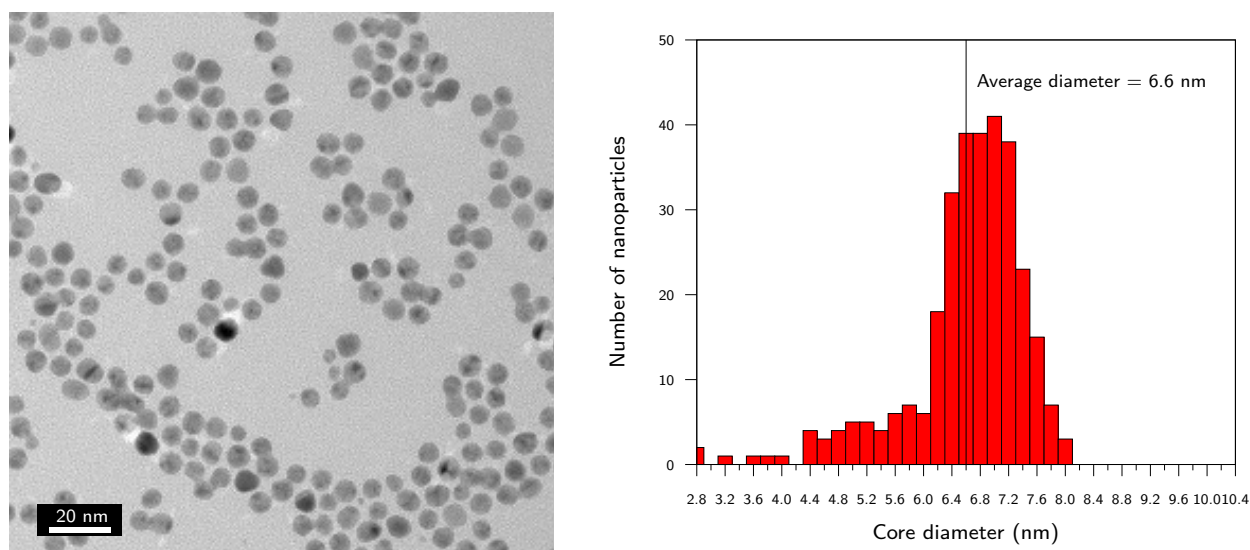 20 nm
50
Average diameter = 6.6 nm
40
30
20
10
0
Number of nanoparticles
2.8 3.2 3.6 4.0 4.4 4.8 5.2 5.6 6.0 6.4 6.8 7.2 7.6 8.0 8.4 8.8 9.2 9.6 10.0 10.4
Core diameter (nm)